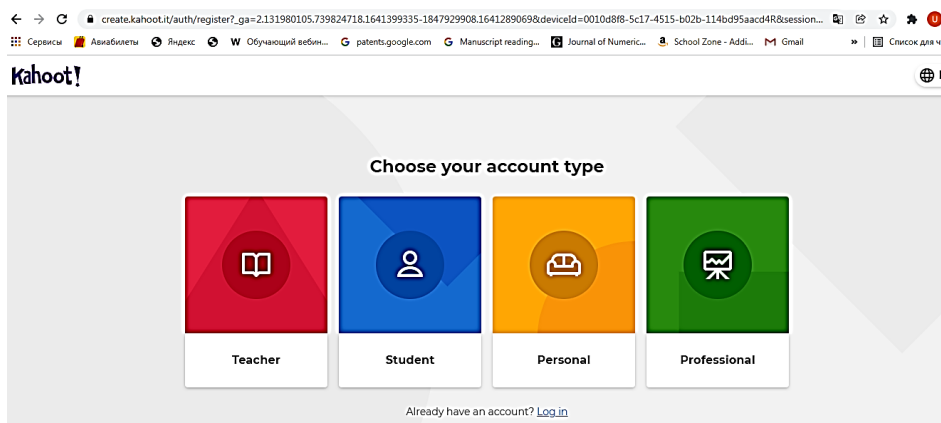 create.kahoot.it/auth/register?_ga=2.131980105.739824718.1641399335-1847929908.1641289069&deviceId=0010d8f8-5c17-4515-b02b-114bd95aacd4R&session...
Сервисы Авиабилеты Яндекс W Обучающий вебин... patents.google.com Manuscript reading... Journal of Numeric... School Zone - Addi... Gmail » Список для ч
Kahoot!
Choose your account type
Teacher Student Personal Professional
Already have an account? Log in